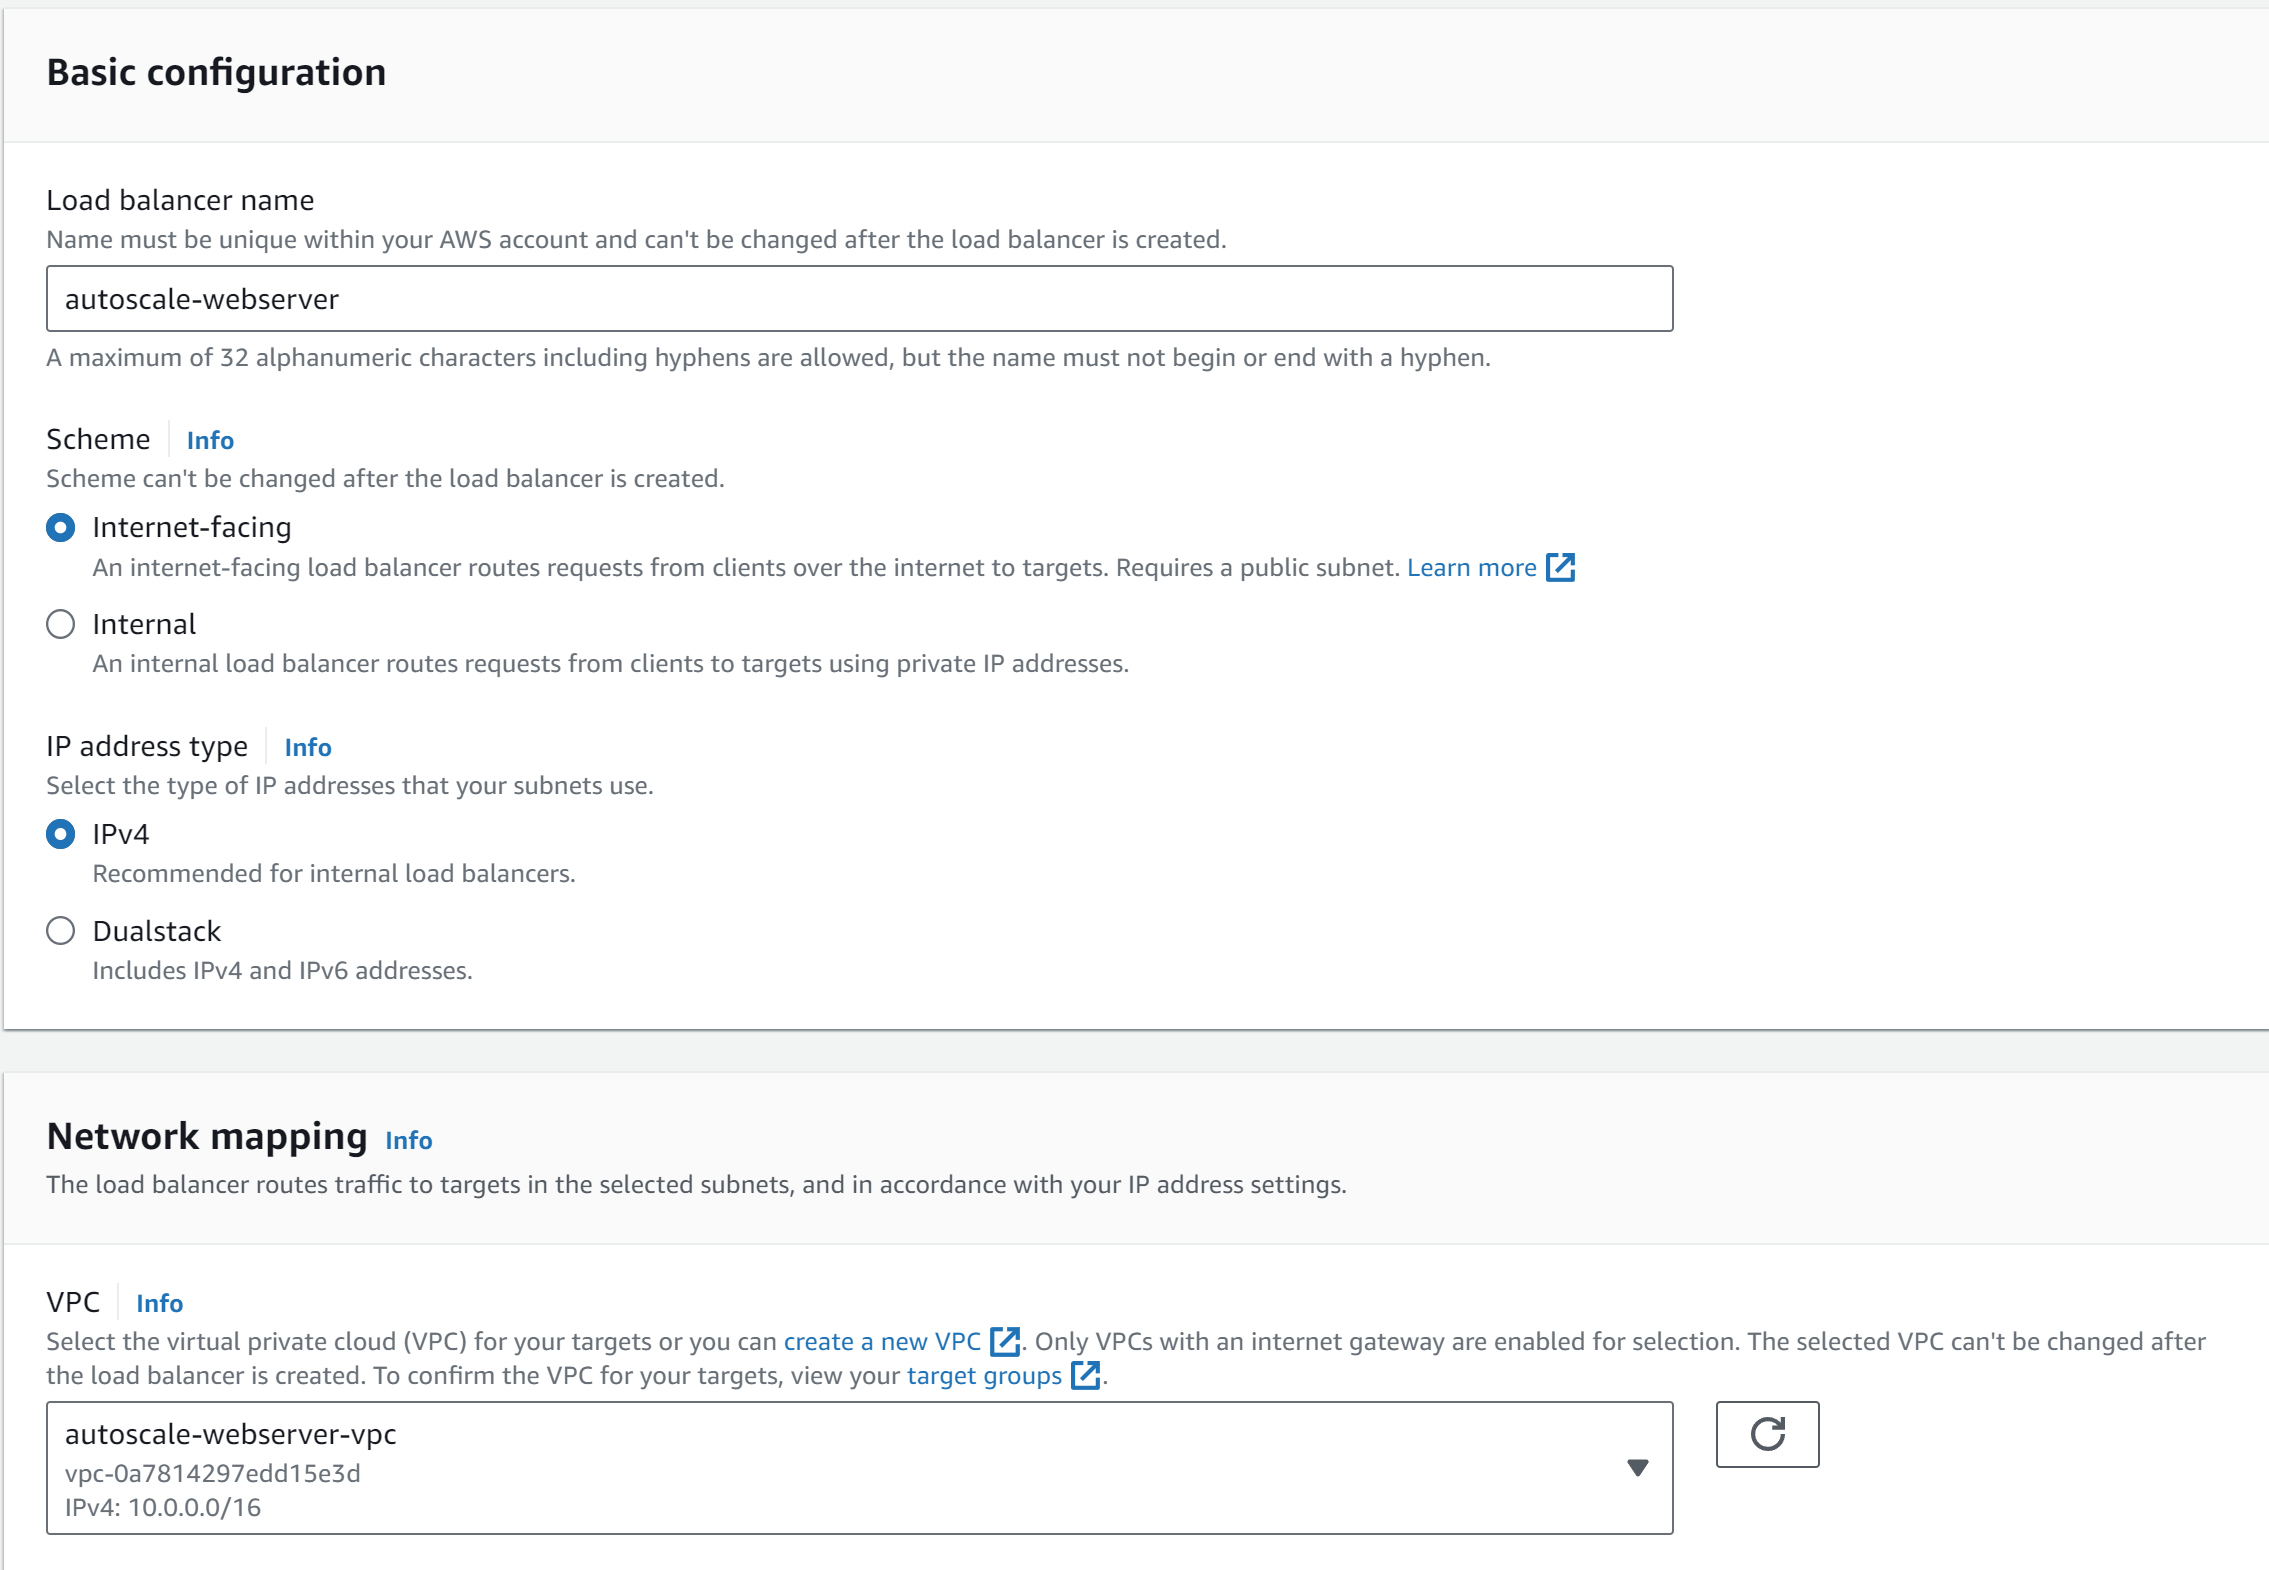 Basic configuration
Load balancer name
Name must be unique within your AWS account and can't be changed after the load balancer is created.
autoscale-webserver
A maximum of 32 alphanumeric characters including hyphens are allowed, but the name must not begin or end with a hyphen.
Scheme Info
Scheme can't be changed after the load balancer is created.
Internet-facing
An internet-facing load balancer routes requests from clients over the internet to targets. Requires a public subnet. Learn more
Internal
An internal load balancer routes requests from clients to targets using private IP addresses.
IP address type Info
Select the type of IP addresses that your subnets use.
IPv4
Recommended for internal load balancers.
Dualstack
Includes IPv4 and IPv6 addresses.
Network mapping Info
The load balancer routes traffic to targets in the selected subnets, and in accordance with your IP address settings.
VPC Info
Select the virtual private cloud (VPC) for your targets or you can create a new VPC. Only VPCs with an internet gateway are enabled for selection. The selected VPC can't be changed after
the load balancer is created. To confirm the VPC for your targets, view your target groups.
autoscale-webserver-vpc
vpc-0a7814297edd15e3d
IPv4: 10.0.0.0/16